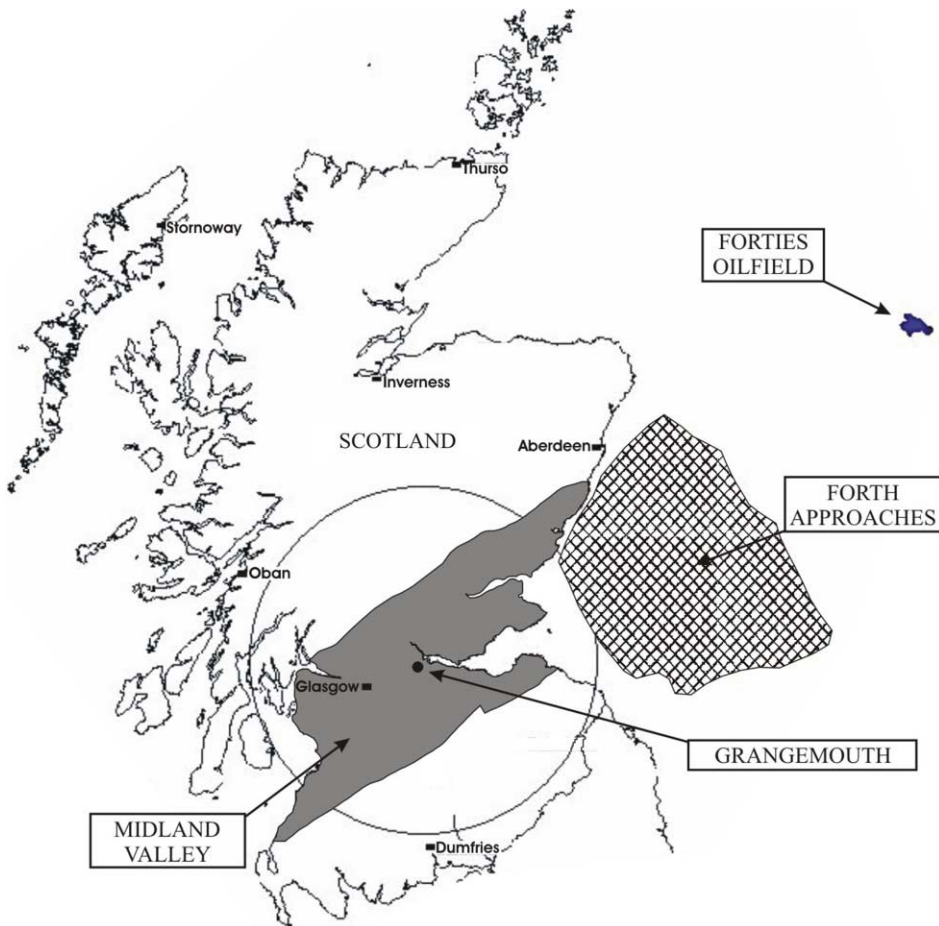 Thurso
Stornoway
FORTIES
OILFIELD
Inverness
SCOTLAND
Aberdeen
FORTH
APPROACHES
Oban
Glasgow
GRANGEMOUTH
MIDLAND
VALLEY
Dumfries